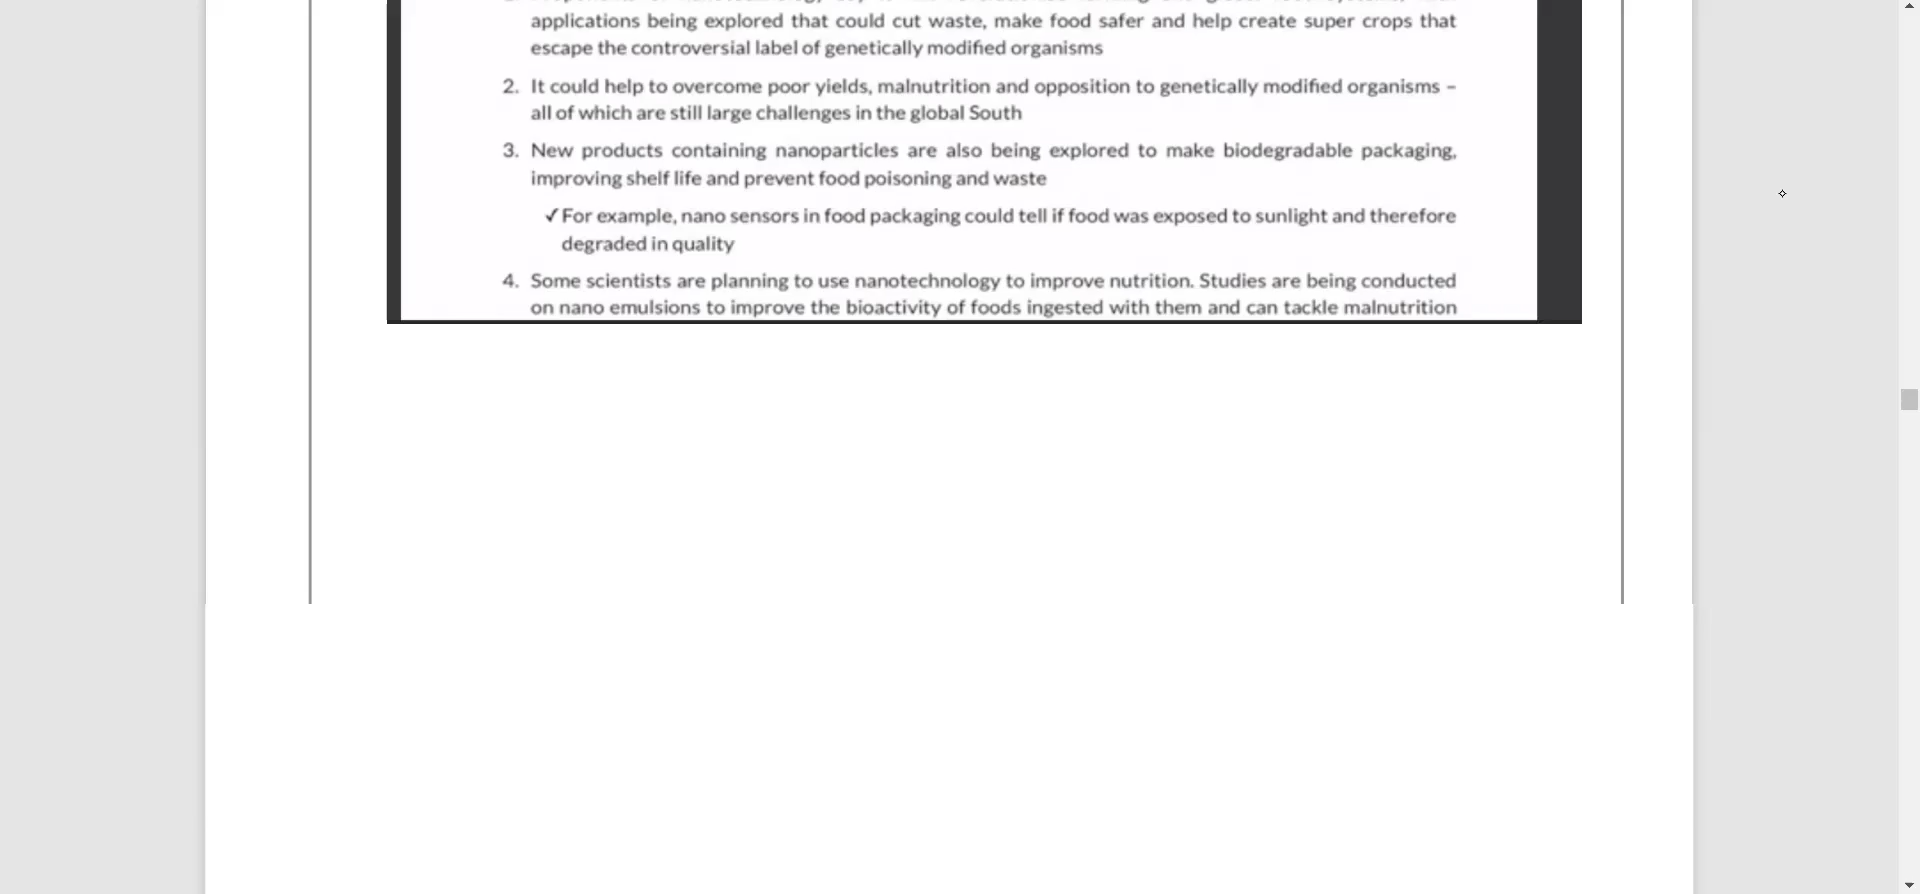 applications being explored that could cut waste, make food safer and help create super crops that
escape the controversial label of genetically modified organisms
2. It could help to overcome poor yields, malnutrition and opposition to genetically modified organisms –
all of which are still large challenges in the global South
3. New products containing nanoparticles are also being explored to make biodegradable packaging,
improving shelf life and prevent food poisoning and waste
✓For example, nano sensors in food packaging could tell if food was exposed to sunlight and therefore
degraded in quality
4. Some scientists are planning to use nanotechnology to improve nutrition. Studies are being conducted
on nano emulsions to improve the bioactivity of foods ingested with them and can tackle malnutrition